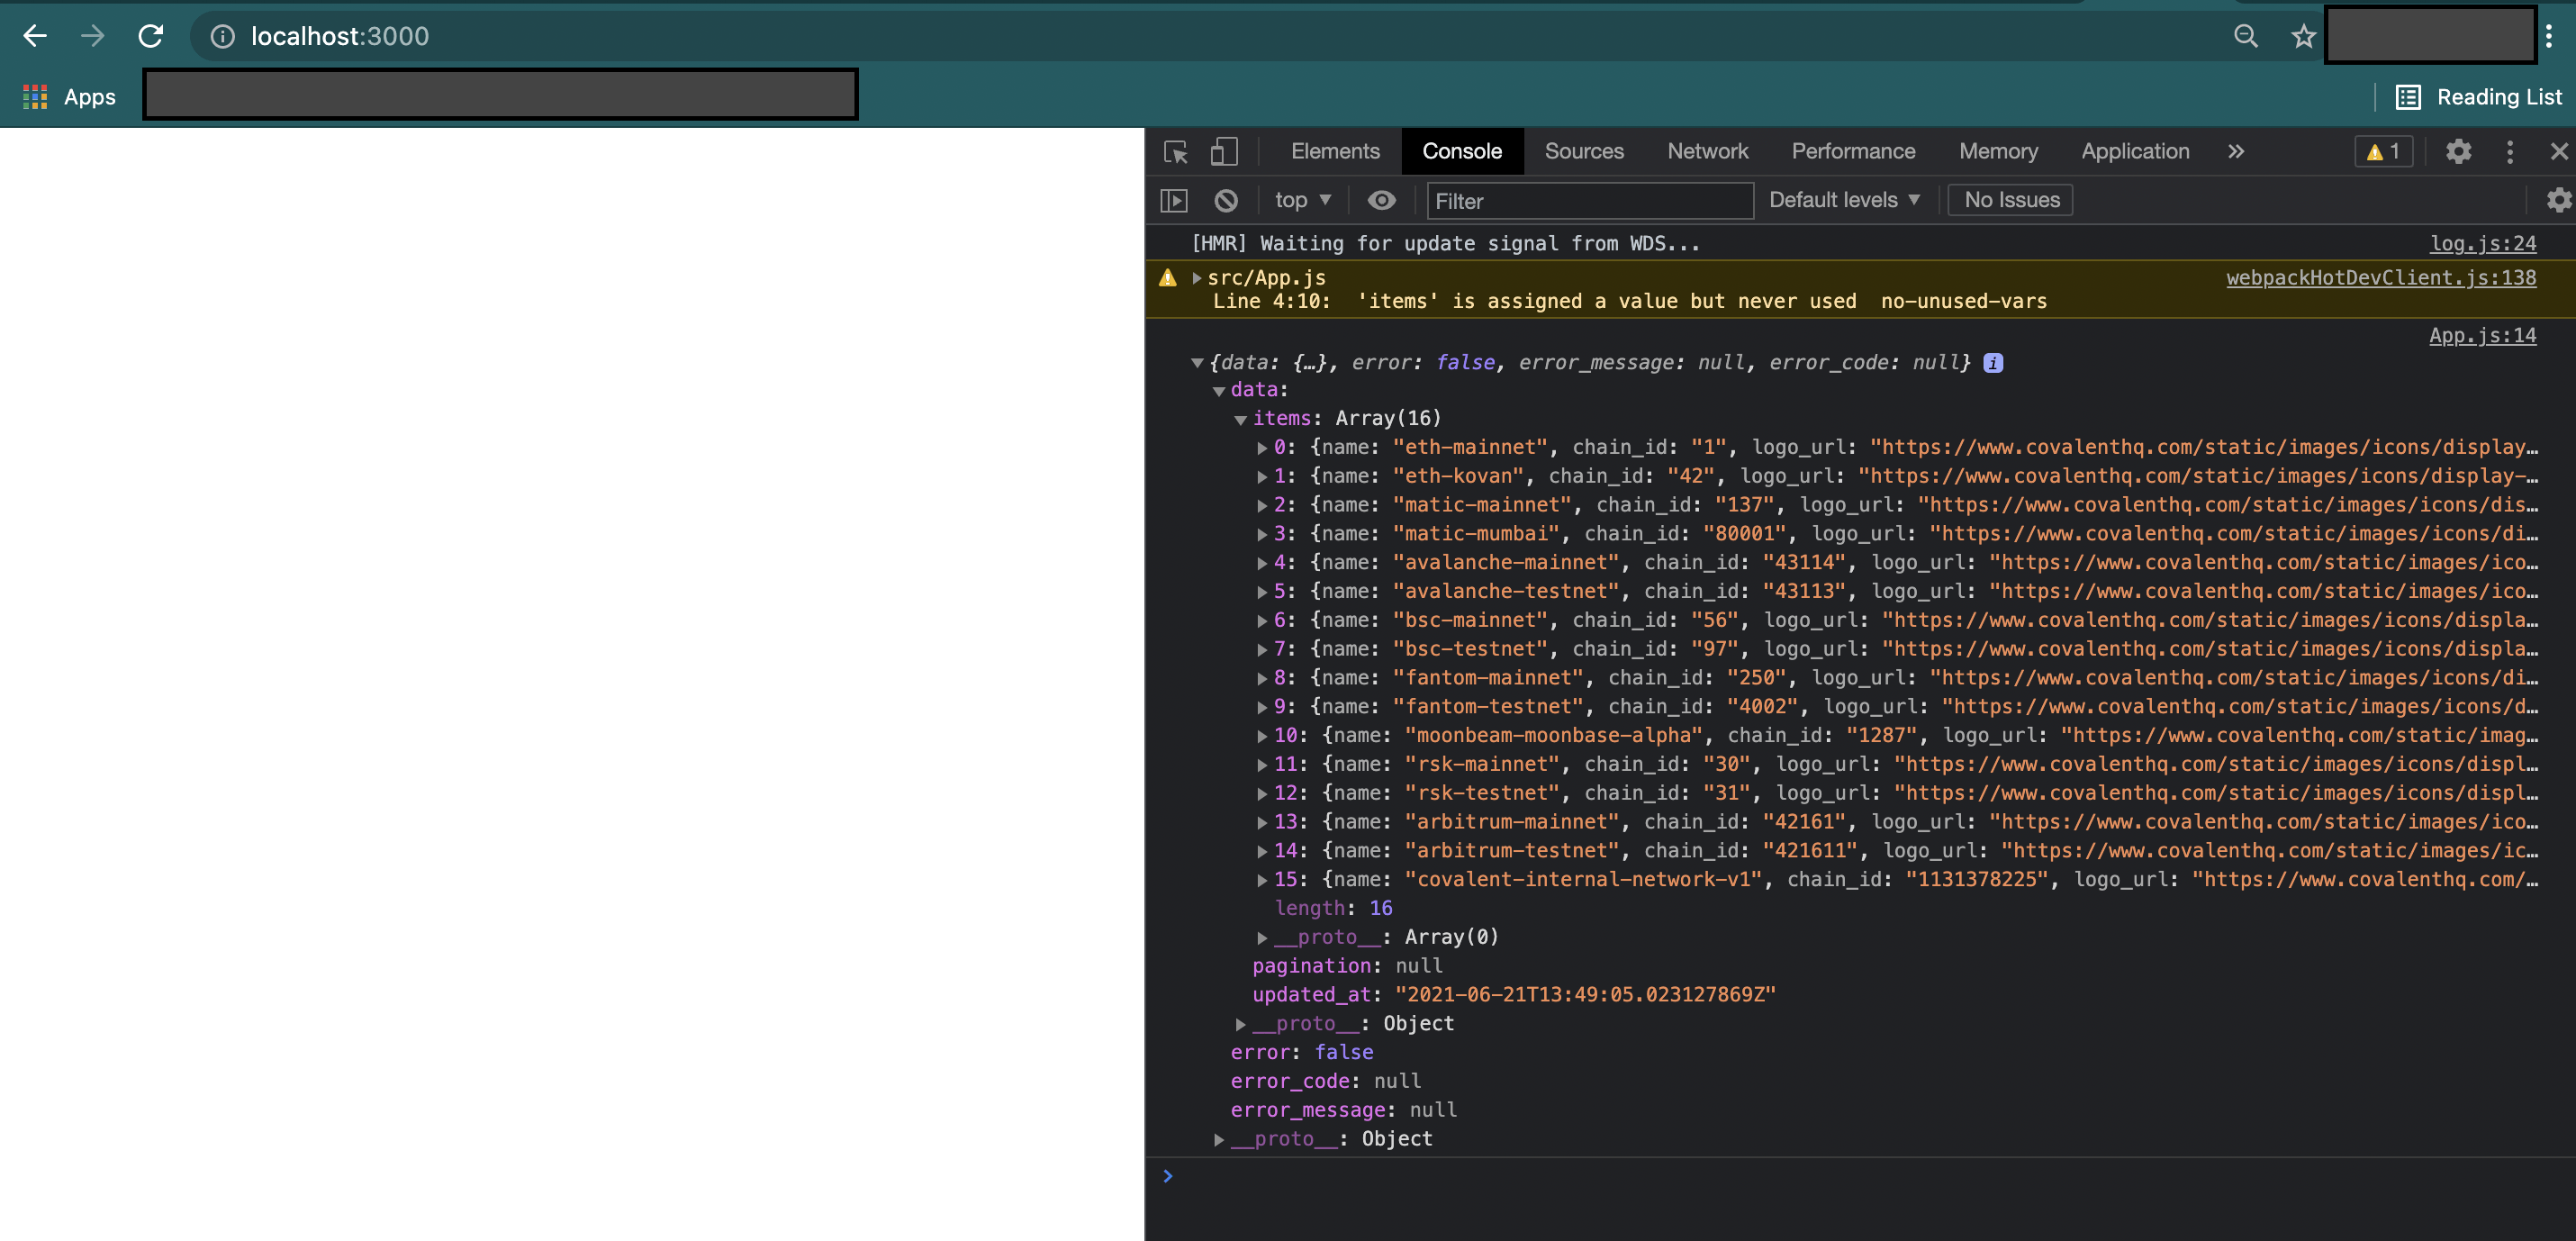 localhost:3000
Apps
Reading List
Elements Console Sources Network Performance Memory Application » 1
top Filter Default levels No Issues
[HMR] Waiting for update signal from WDS... log.js:24
src/App.js webpackHotDevClient.js:138
Line 4:10:  'items' is assigned a value but never used  no-unused-vars
App.js:14
{data: {…}, error: false, error_message: null, error_code: null} i
data:
items: Array(16)
0: {name: "eth-mainnet", chain_id: "1", logo_url: "https://www.covalenthq.com/static/images/icons/display…
1: {name: "eth-kovan", chain_id: "42", logo_url: "https://www.covalenthq.com/static/images/icons/display-…
2: {name: "matic-mainnet", chain_id: "137", logo_url: "https://www.covalenthq.com/static/images/icons/dis…
3: {name: "matic-mumbai", chain_id: "80001", logo_url: "https://www.covalenthq.com/static/images/icons/di…
4: {name: "avalanche-mainnet", chain_id: "43114", logo_url: "https://www.covalenthq.com/static/images/ico…
5: {name: "avalanche-testnet", chain_id: "43113", logo_url: "https://www.covalenthq.com/static/images/ico…
6: {name: "bsc-mainnet", chain_id: "56", logo_url: "https://www.covalenthq.com/static/images/icons/displa…
7: {name: "bsc-testnet", chain_id: "97", logo_url: "https://www.covalenthq.com/static/images/icons/displa…
8: {name: "fantom-mainnet", chain_id: "250", logo_url: "https://www.covalenthq.com/static/images/icons/di…
9: {name: "fantom-testnet", chain_id: "4002", logo_url: "https://www.covalenthq.com/static/images/icons/d…
10: {name: "moonbeam-moonbase-alpha", chain_id: "1287", logo_url: "https://www.covalenthq.com/static/imag…
11: {name: "rsk-mainnet", chain_id: "30", logo_url: "https://www.covalenthq.com/static/images/icons/displ…
12: {name: "rsk-testnet", chain_id: "31", logo_url: "https://www.covalenthq.com/static/images/icons/displ…
13: {name: "arbitrum-mainnet", chain_id: "42161", logo_url: "https://www.covalenthq.com/static/images/ico…
14: {name: "arbitrum-testnet", chain_id: "421611", logo_url: "https://www.covalenthq.com/static/images/ic…
15: {name: "covalent-internal-network-v1", chain_id: "1131378225", logo_url: "https://www.covalenthq.com/…
length: 16
__proto__: Array(0)
pagination: null
updated_at: "2021-06-21T13:49:05.023127869Z"
__proto__: Object
error: false
error_code: null
error_message: null
__proto__: Object